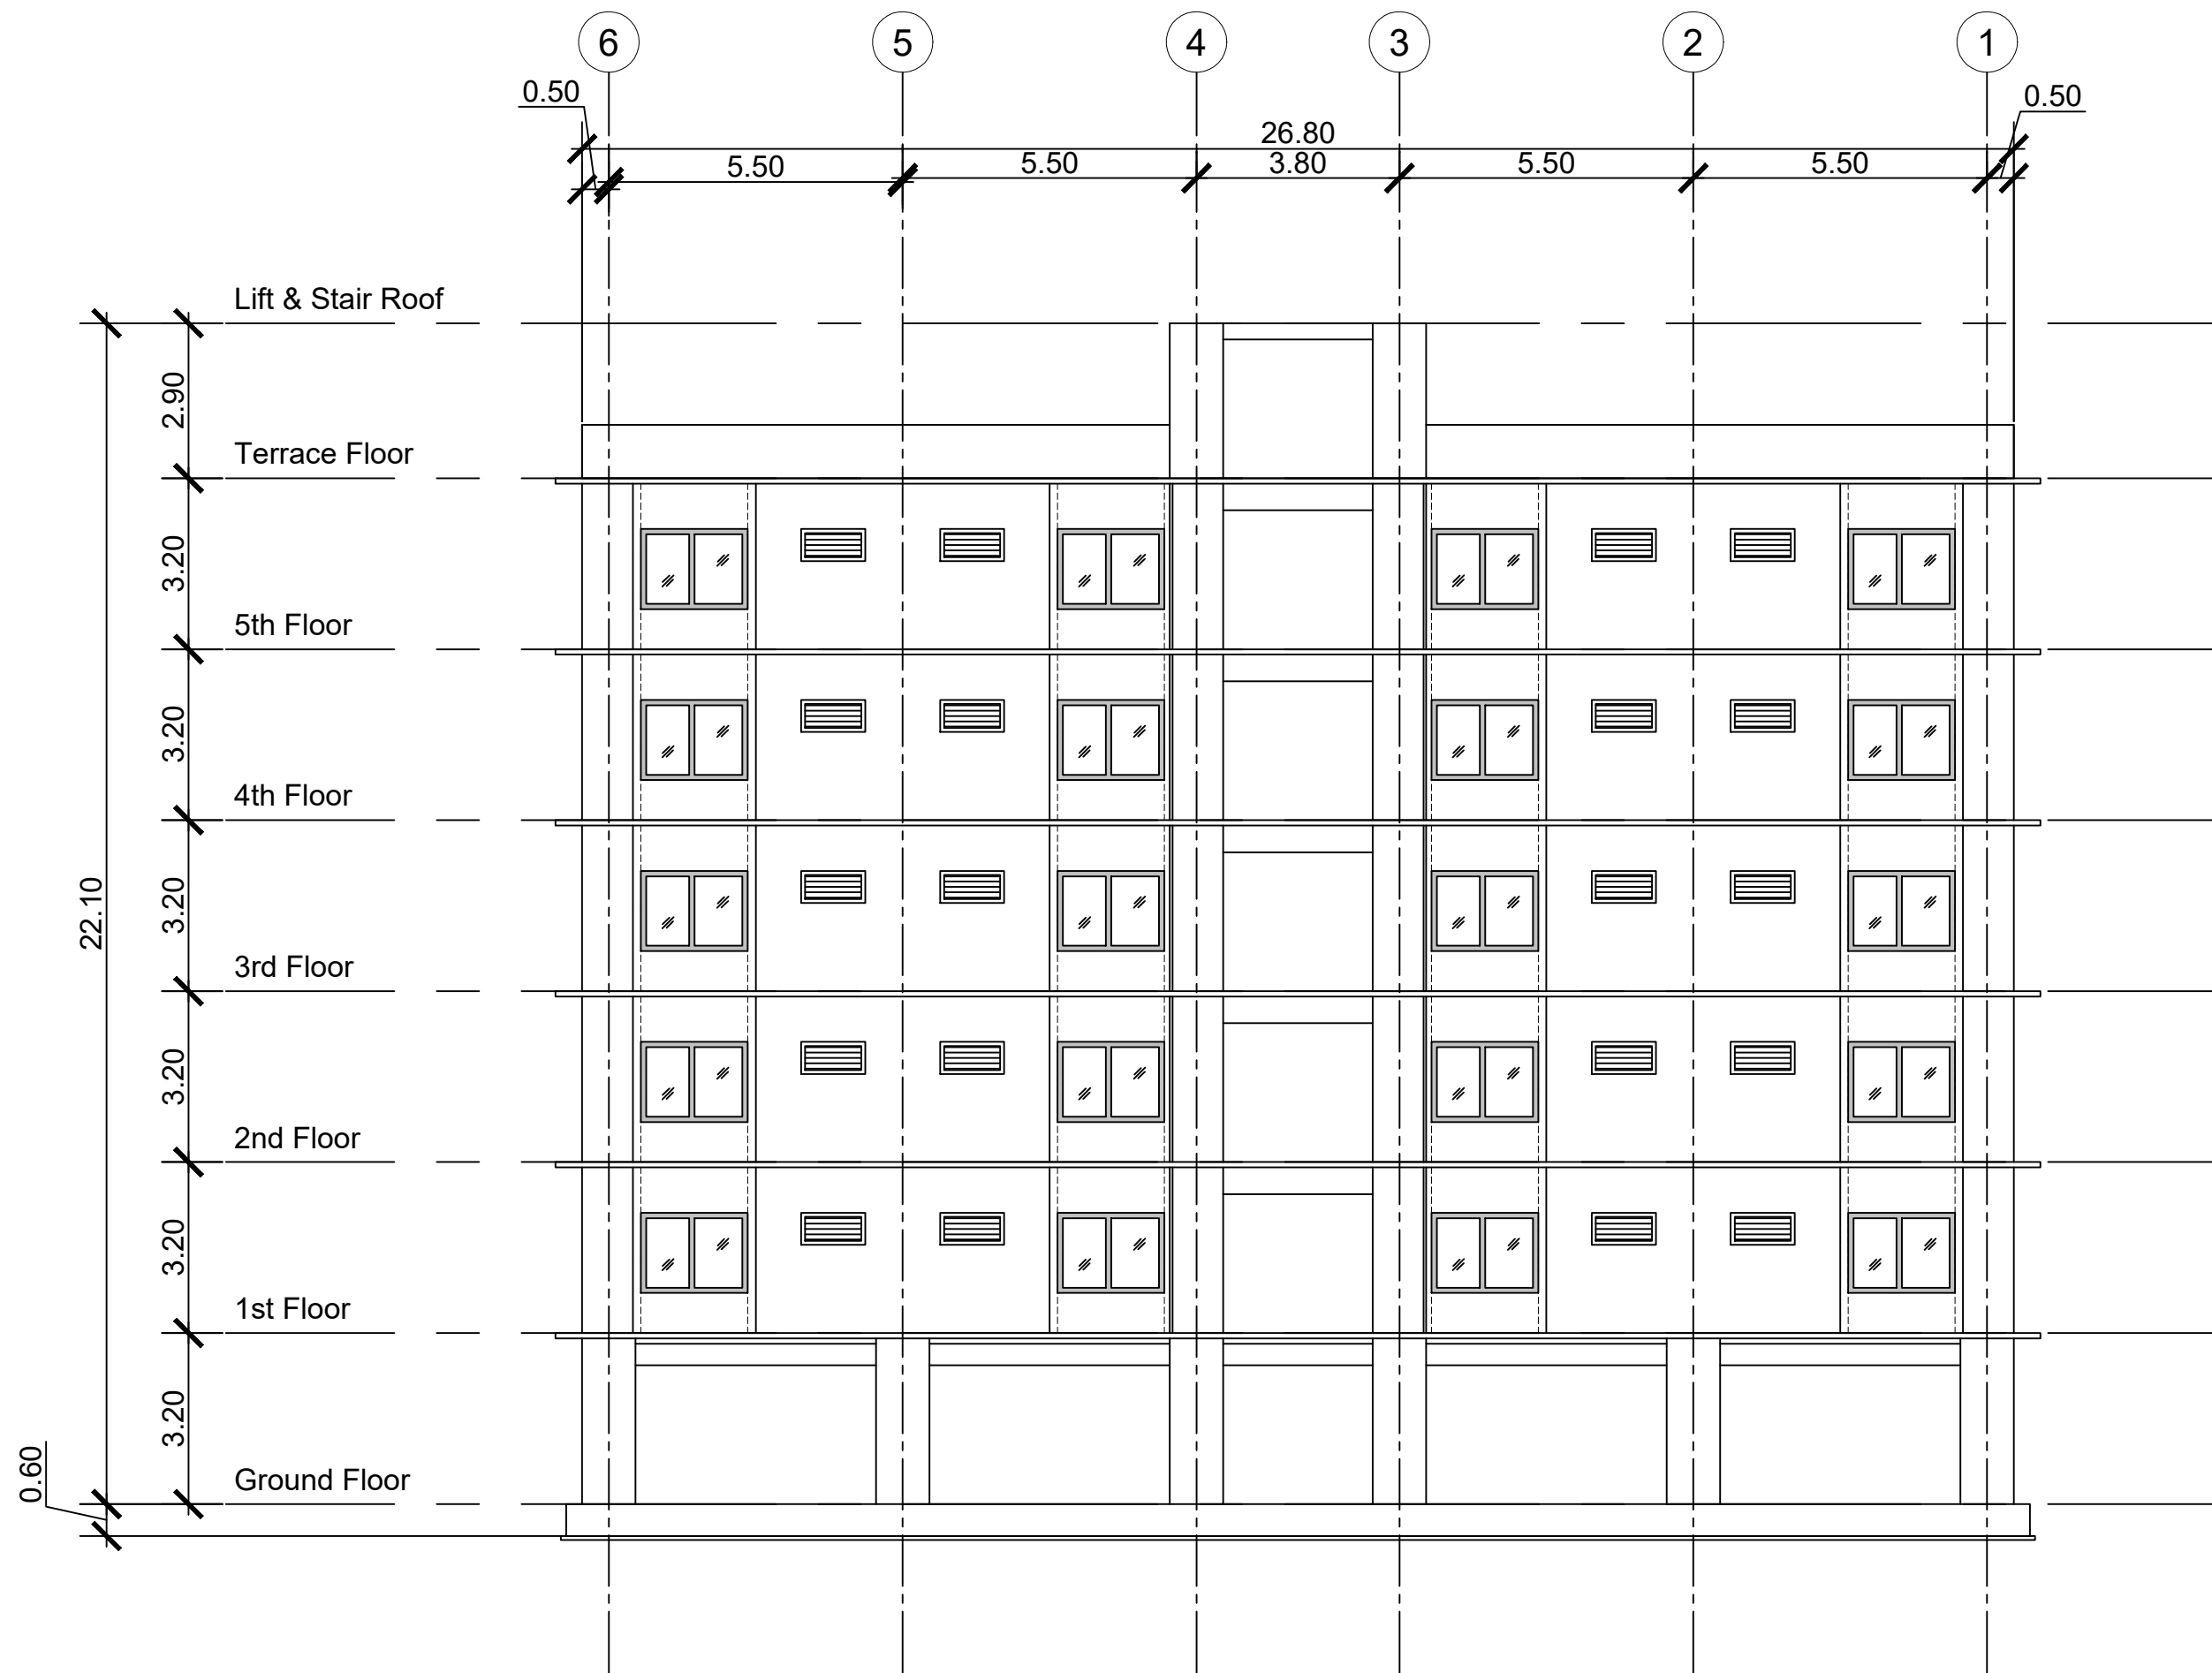 6 5 4 3 2 1
0.50 0.50
26.80
5.50 5.50 3.80 5.50 5.50
Lift & Stair Roof
2.90
Terrace Floor
3.20
5th Floor
3.20
4th Floor
22.10
3.20
3rd Floor
3.20
2nd Floor
3.20
1st Floor
3.20
Ground Floor
0.60